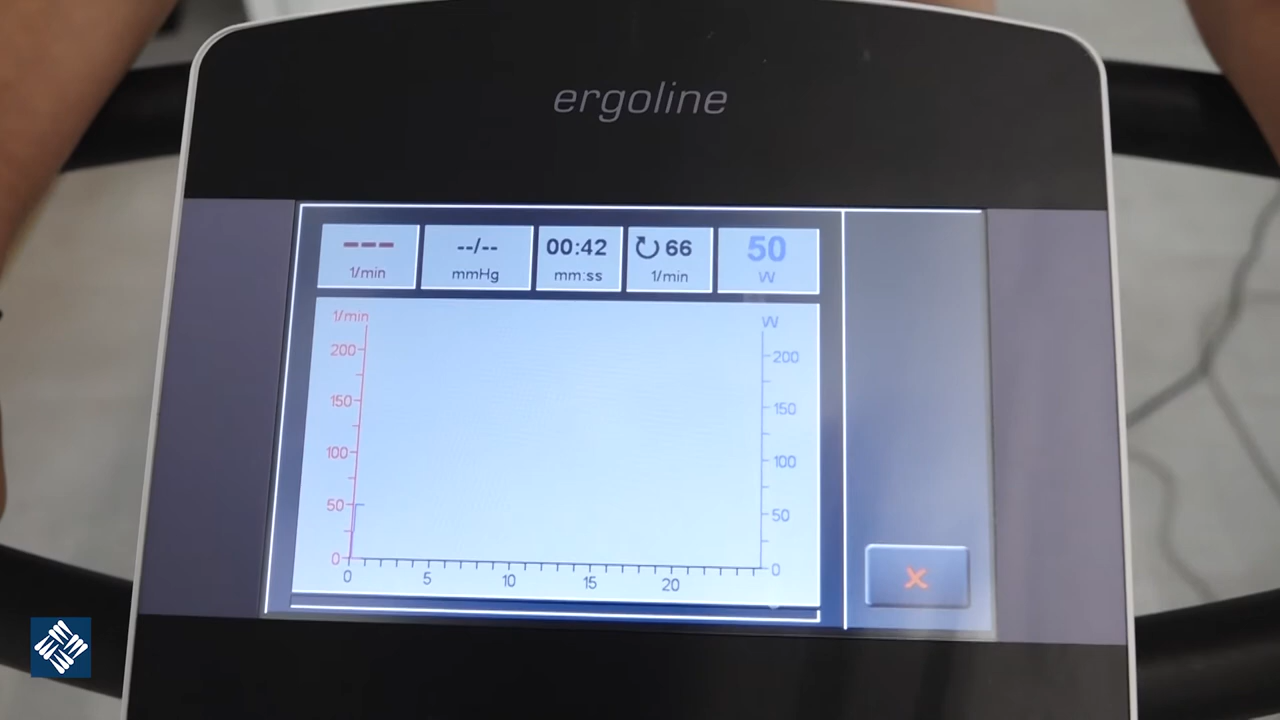 ergoline
--- --/-- 00:42 66 50
1/min mmHg mm:ss 1/min W
1/min W
200 200
150 150
100 100
50 50
0 0
0 5 10 15 20